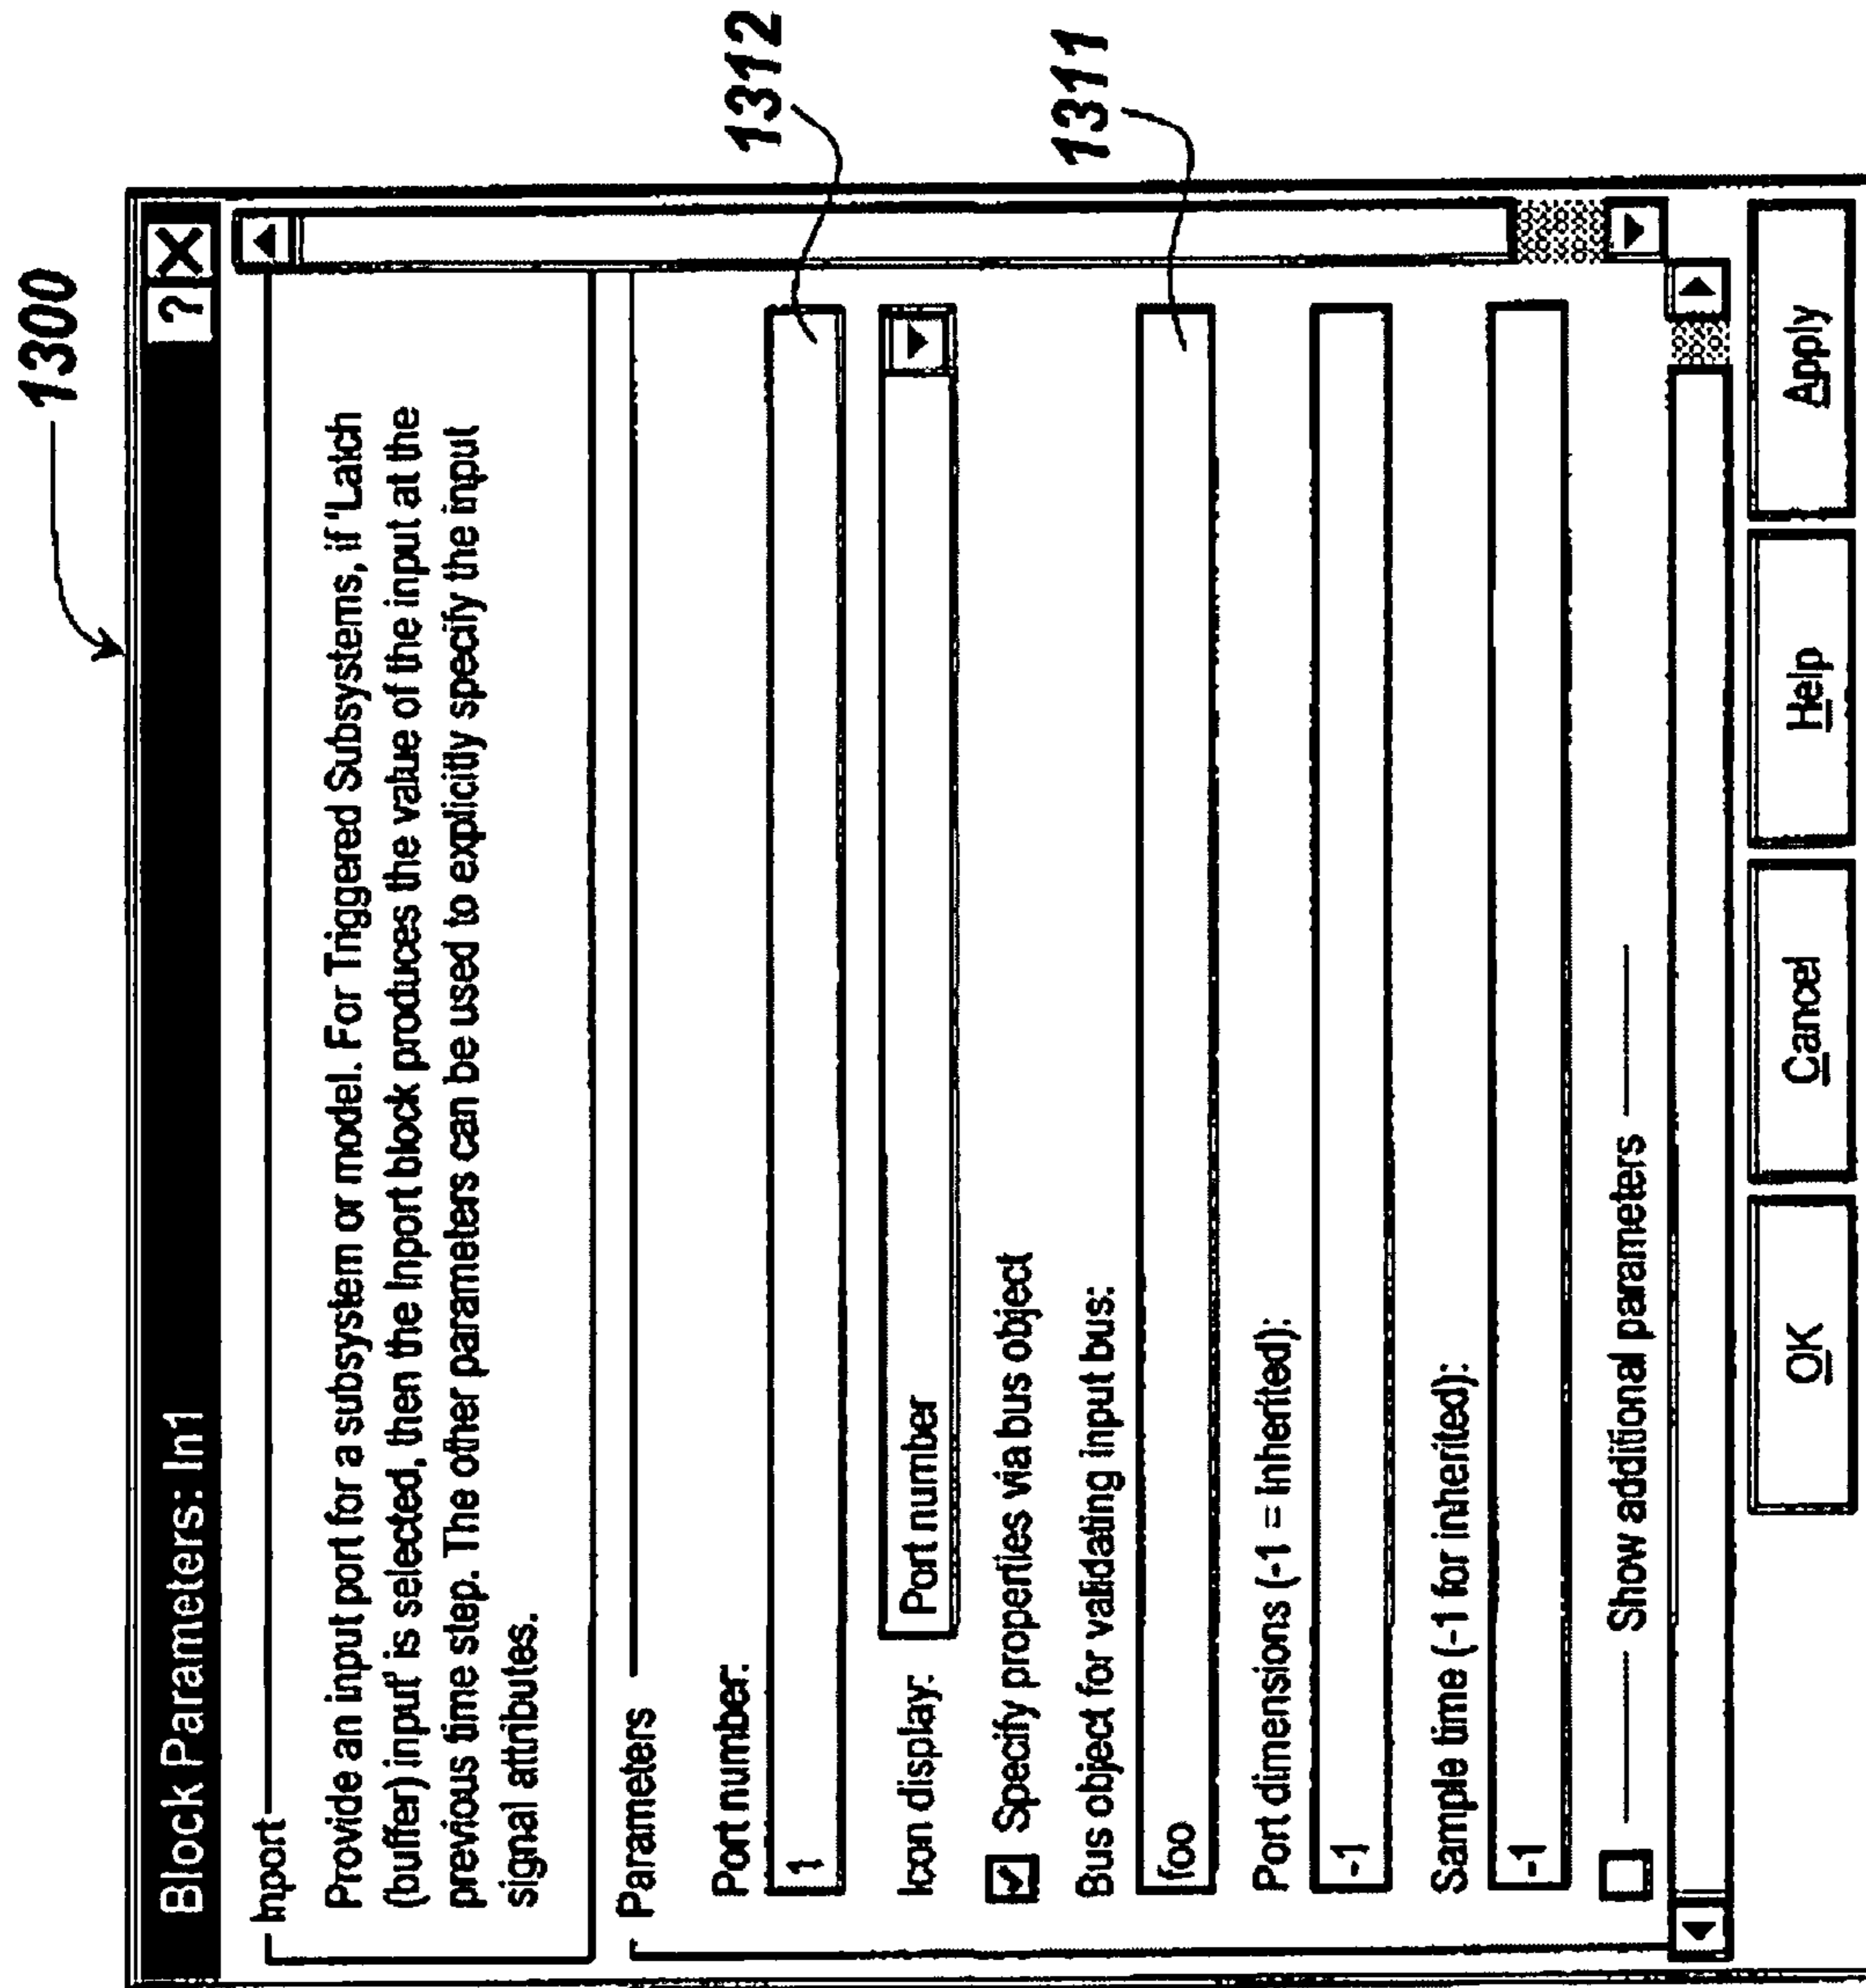 1300
Block Parameters: In1
? X
Inport
Provide an input port for a subsystem or model. For Triggered Subsystems, if 'Latch
(buffer) input' is selected, then the Inport block produces the value of the input at the
previous time step. The other parameters can be used to explicitly specify the input
signal attributes.
Parameters
Port number:
1
1312
Icon display: Port number
Specify properties via bus object
Bus object for validating input bus:
foo
1311
Port dimensions (-1 = Inherited):
-1
Sample time (-1 for inherited):
-1
Show additional parameters
OK Cancel Help Apply